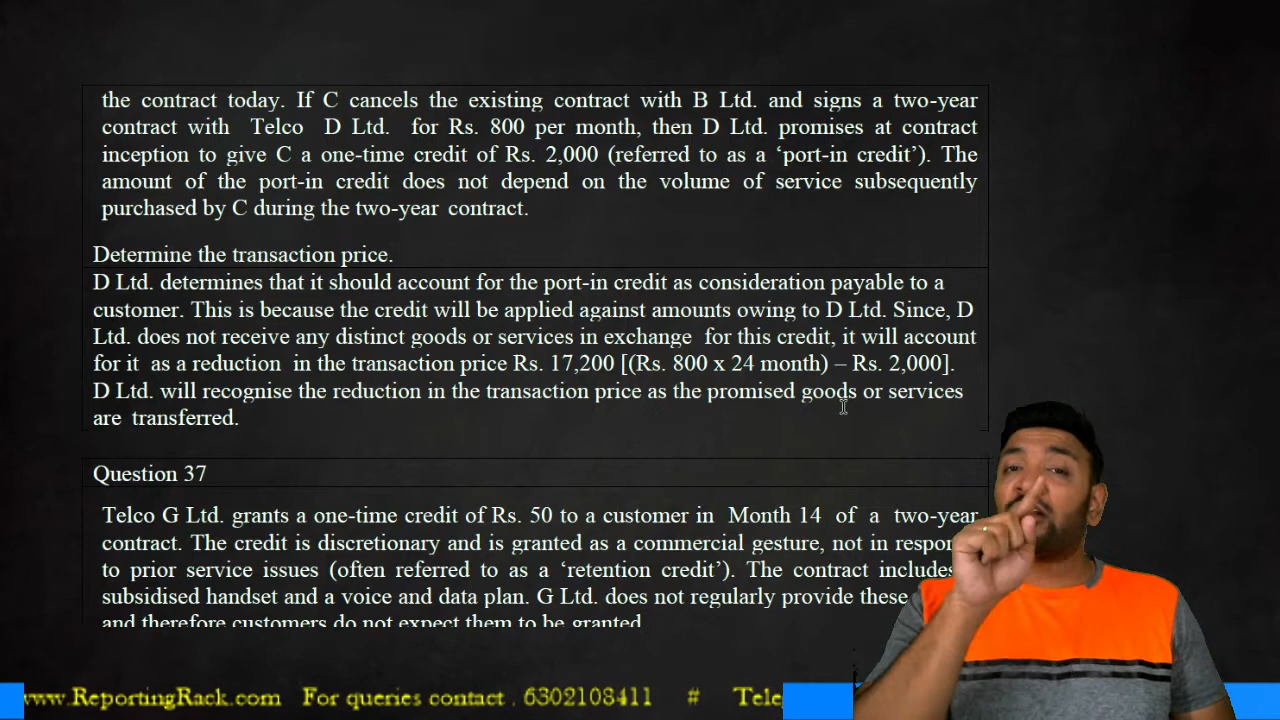 the contract today. If C cancels the existing contract with B Ltd. and signs a two-year
contract with Telco D Ltd. for Rs. 800 per month, then D Ltd. promises at contract
inception to give C a one-time credit of Rs. 2,000 (referred to as a ‘port-in credit’). The
amount of the port-in credit does not depend on the volume of service subsequently
purchased by C during the two-year contract.
Determine the transaction price.
D Ltd. determines that it should account for the port-in credit as consideration payable to a
customer. This is because the credit will be applied against amounts owing to D Ltd. Since, D
Ltd. does not receive any distinct goods or services in exchange for this credit, it will account
for it as a reduction in the transaction price Rs. 17,200 [(Rs. 800 x 24 month) – Rs. 2,000].
D Ltd. will recognise the reduction in the transaction price as the promised goods or services
are transferred.
Question 37
Telco G Ltd. grants a one-time credit of Rs. 50 to a customer in Month 14 of a two-year
contract. The credit is discretionary and is granted as a commercial gesture, not in
to prior service issues (often referred to as a ‘retention credit’). The contract includes
subsidised handset and a voice and data plan. G Ltd. does not regularly provide these
and therefore customers do not expect them to be granted
www.ReportingRack.com For queries contact . 6302108411 #